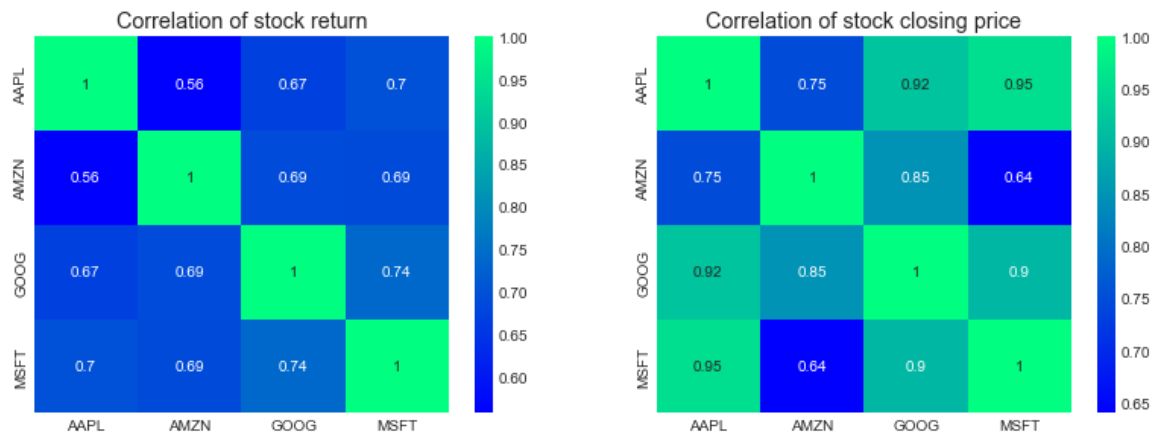 Correlation of stock return
AAPL
1
0.56
0.67
0.7
AMZN
0.56
1
0.69
0.69
GOOG
0.67
0.69
1
0.74
MSFT
0.7
0.69
0.74
1
AAPL
AMZN
GOOG
MSFT
1.00
0.95
0.90
0.85
0.80
0.75
0.70
0.65
0.60
Correlation of stock closing price
AAPL
1
0.75
0.92
0.95
AMZN
0.75
1
0.85
0.64
GOOG
0.92
0.85
1
0.9
MSFT
0.95
0.64
0.9
1
AAPL
AMZN
GOOG
MSFT
1.00
0.95
0.90
0.85
0.80
0.75
0.70
0.65